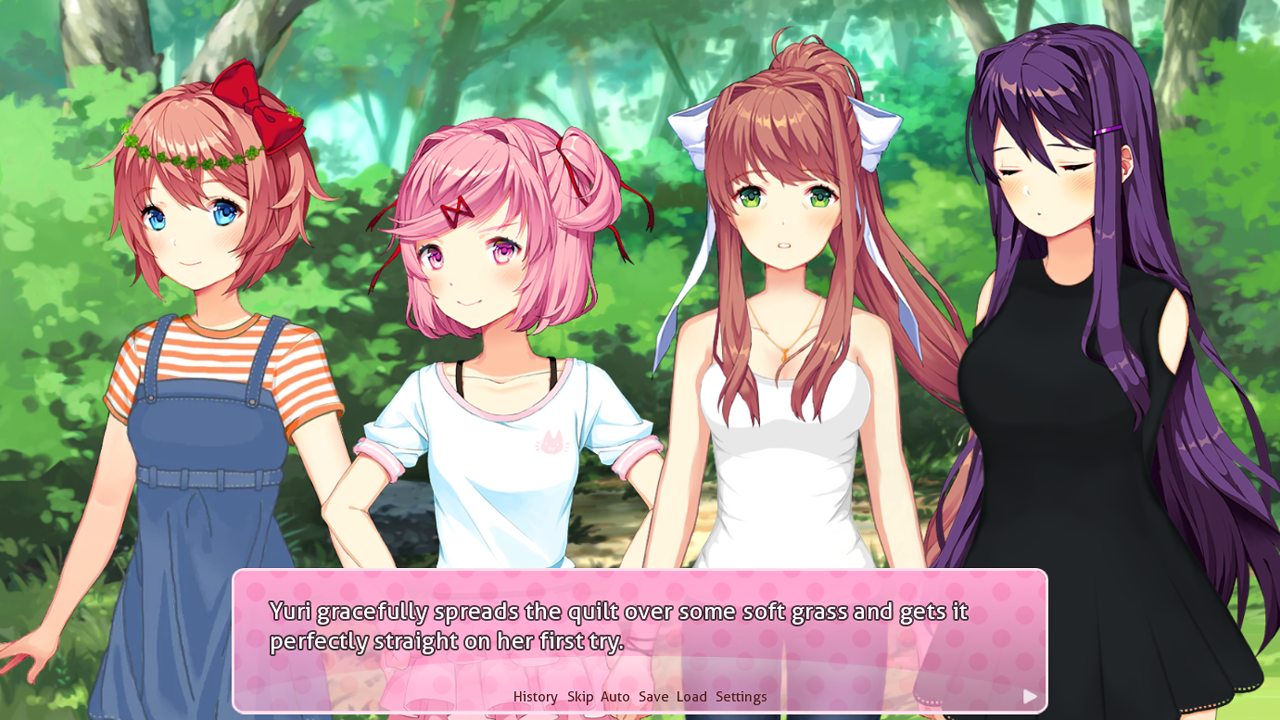 Yuri gracefully spreads the quilt over some soft grass and gets it
perfectly straight on her first try.
History Skip Auto Save Load Settings